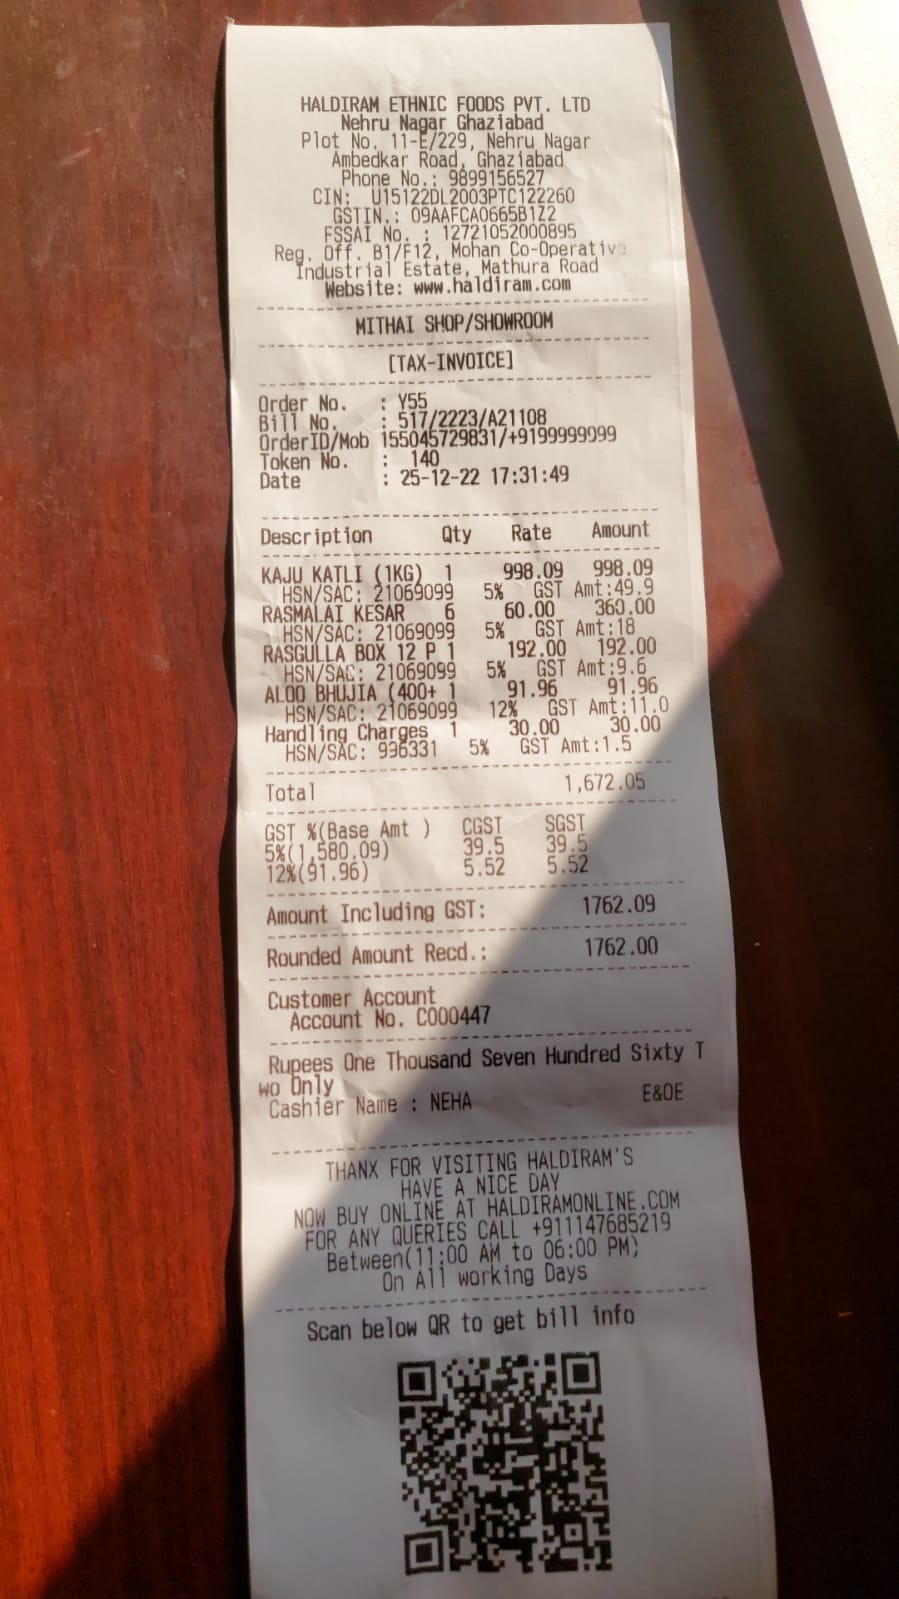 HALDIRAM ETHNIC FOODS PVT. LTD
Nehru Nagar Ghaziabad
Plot No. 11-E/229, Nehru Nagar
Ambedkar Road, Ghaziabad
Phone No.: 9899156527
CIN: U15122DL2003PTC122260
GSTIN.: 09AAFCA0665B1Z2
FSSAI No. : 12721052000895
Reg. Off. B1/F12, Mohan Co-Operative
Industrial Estate, Mathura Road
Website: www.haldiram.com
MITHAI SHOP/SHOWROOM
[TAX-INVOICE]
Order No. : Y55
Bill No. : 517/2223/A21108
OrderID/Mob 155045729831/+9199999999
Token No. : 140
Date : 25-12-22 17:31:49
Description Qty Rate Amount
KAJU KATLI (1KG) 1 998.09 998.09
HSN/SAC: 21069099 5% GST Amt:49.9
RASMALAI KESAR 6 60.00 360.00
HSN/SAC: 21069099 5% GST Amt:18
RASGULLA BOX 12 P 1 192.00 192.00
HSN/SAC: 21069099 5% GST Amt:9.6
ALOO BHUJIA (400+ 1 91.96 91.96
HSN/SAC: 21069099 12% GST Amt:11.0
Handling Charges 1 30.00 30.00
HSN/SAC: 996331 5% GST Amt:1.5
Total 1,672.05
GST %(Base Amt ) CGST SGST
5%(1,580.09) 39.5 39.5
12%(91.96) 5.52 5.52
Amount Including GST: 1762.09
Rounded Amount Recd.: 1762.00
Customer Account
Account No. C000447
Rupees One Thousand Seven Hundred Sixty T
wo Only
E&OE
Cashier Name : NEHA
THANX FOR VISITING HALDIRAM'S
HAVE A NICE DAY
NOW BUY ONLINE AT HALDIRAMONLINE.COM
FOR ANY QUERIES CALL +911147685219
Between(11:00 AM to 06:00 PM)
On All working Days
Scan below QR to get bill info